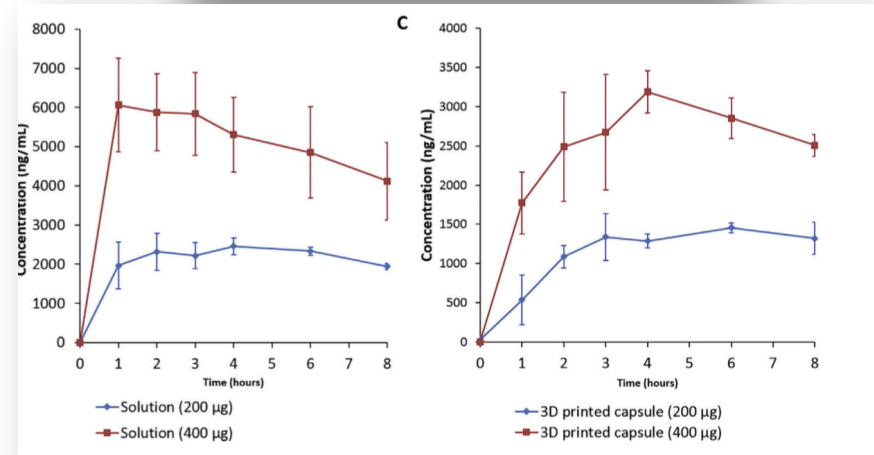 C
8000
7000
6000
5000
4000
3000
2000
1000
0
Concentration (ng/mL)
0 1 2 3 4 5 6 7 8
Time (hours)
Solution (200 µg)
Solution (400 µg)
4000
3500
3000
2500
2000
1500
1000
500
0
Concentration (ng/mL)
0 1 2 3 4 5 6 7 8
Time (hours)
3D printed capsule (200 µg)
3D printed capsule (400 µg)